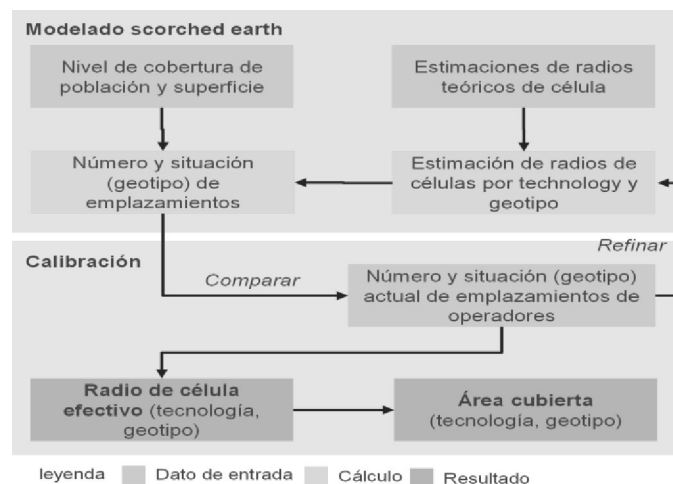 Modelado scorched earth
Nivel de cobertura de
población y superficie
Estimaciones de radios
teóricos de célula
Número y situación
(geotipo) de
emplazamientos
Estimación de radios de
células por technology y
geotipo
Refinar
Calibración
Comparar
Número y situación (geotipo)
actual de emplazamientos de
operadores
Radio de célula
efectivo (tecnología,
geotipo)
Área cubierta
(tecnología, geotipo)
leyenda Dato de entrada Cálculo Resultado